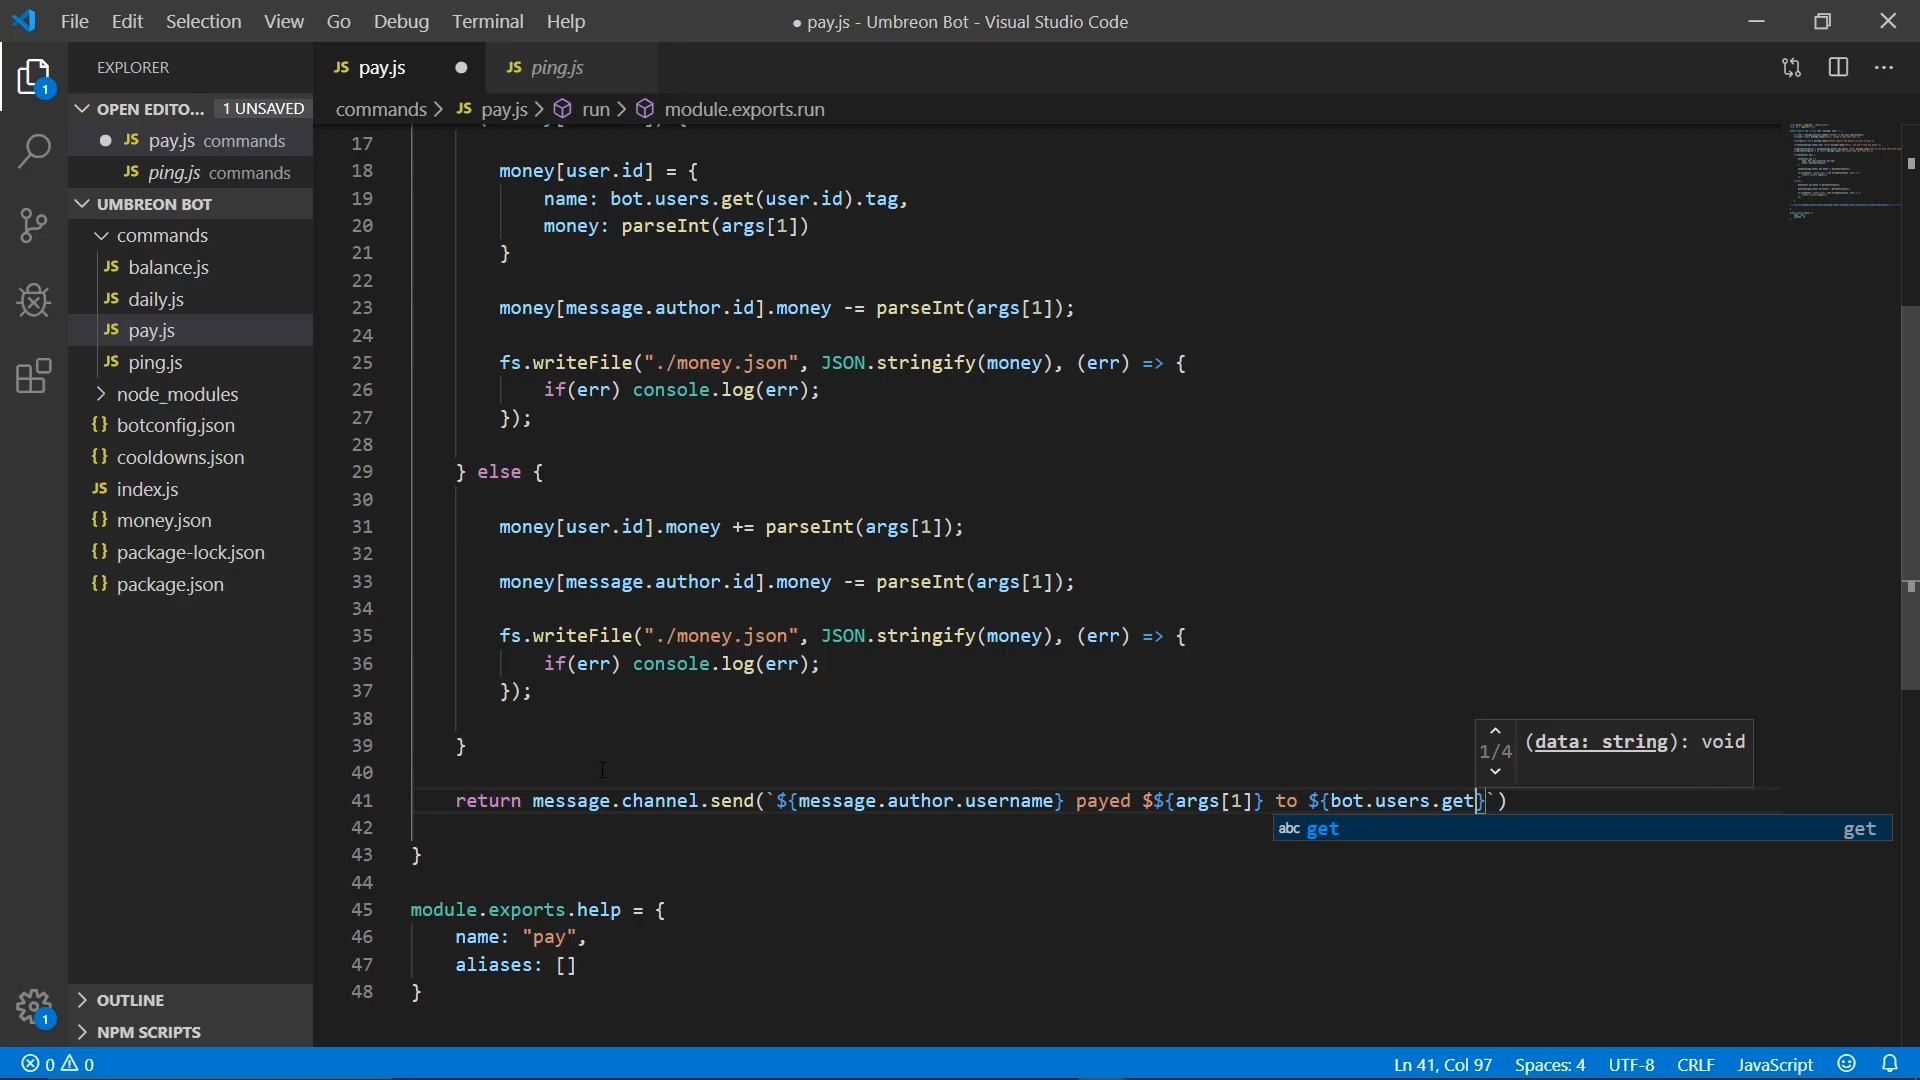 File Edit Selection View Go Debug Terminal Help
● pay.js - Umbreon Bot - Visual Studio Code
EXPLORER
OPEN EDITO... 1 UNSAVED
JS pay.js commands
JS ping.js commands
UMBREON BOT
commands
JS balance.js
JS daily.js
JS pay.js
JS ping.js
node_modules
{} botconfig.json
{} cooldowns.json
JS index.js
{} money.json
{} package-lock.json
{} package.json
OUTLINE
NPM SCRIPTS
1
1
JS pay.js
JS ping.js
commands > JS pay.js > run > module.exports.run
17
18 money[user.id] = {
19 name: bot.users.get(user.id).tag,
20 money: parseInt(args[1])
21 }
22
23 money[message.author.id].money -= parseInt(args[1]);
24
25 fs.writeFile("./money.json", JSON.stringify(money), (err) => {
26 if(err) console.log(err);
27 });
28
29 } else {
30
31 money[user.id].money += parseInt(args[1]);
32
33 money[message.author.id].money -= parseInt(args[1]);
34
35 fs.writeFile("./money.json", JSON.stringify(money), (err) => {
36 if(err) console.log(err);
37 });
38
39 }
40
1/4 (data: string): void
41 return message.channel.send(`${message.author.username} payed $${args[1]} to ${bot.users.get}`)
abc get get
42
43 }
44
45 module.exports.help = {
46 name: "pay",
47 aliases: []
48 }
0 0
Ln 41, Col 97 Spaces: 4 UTF-8 CRLF JavaScript